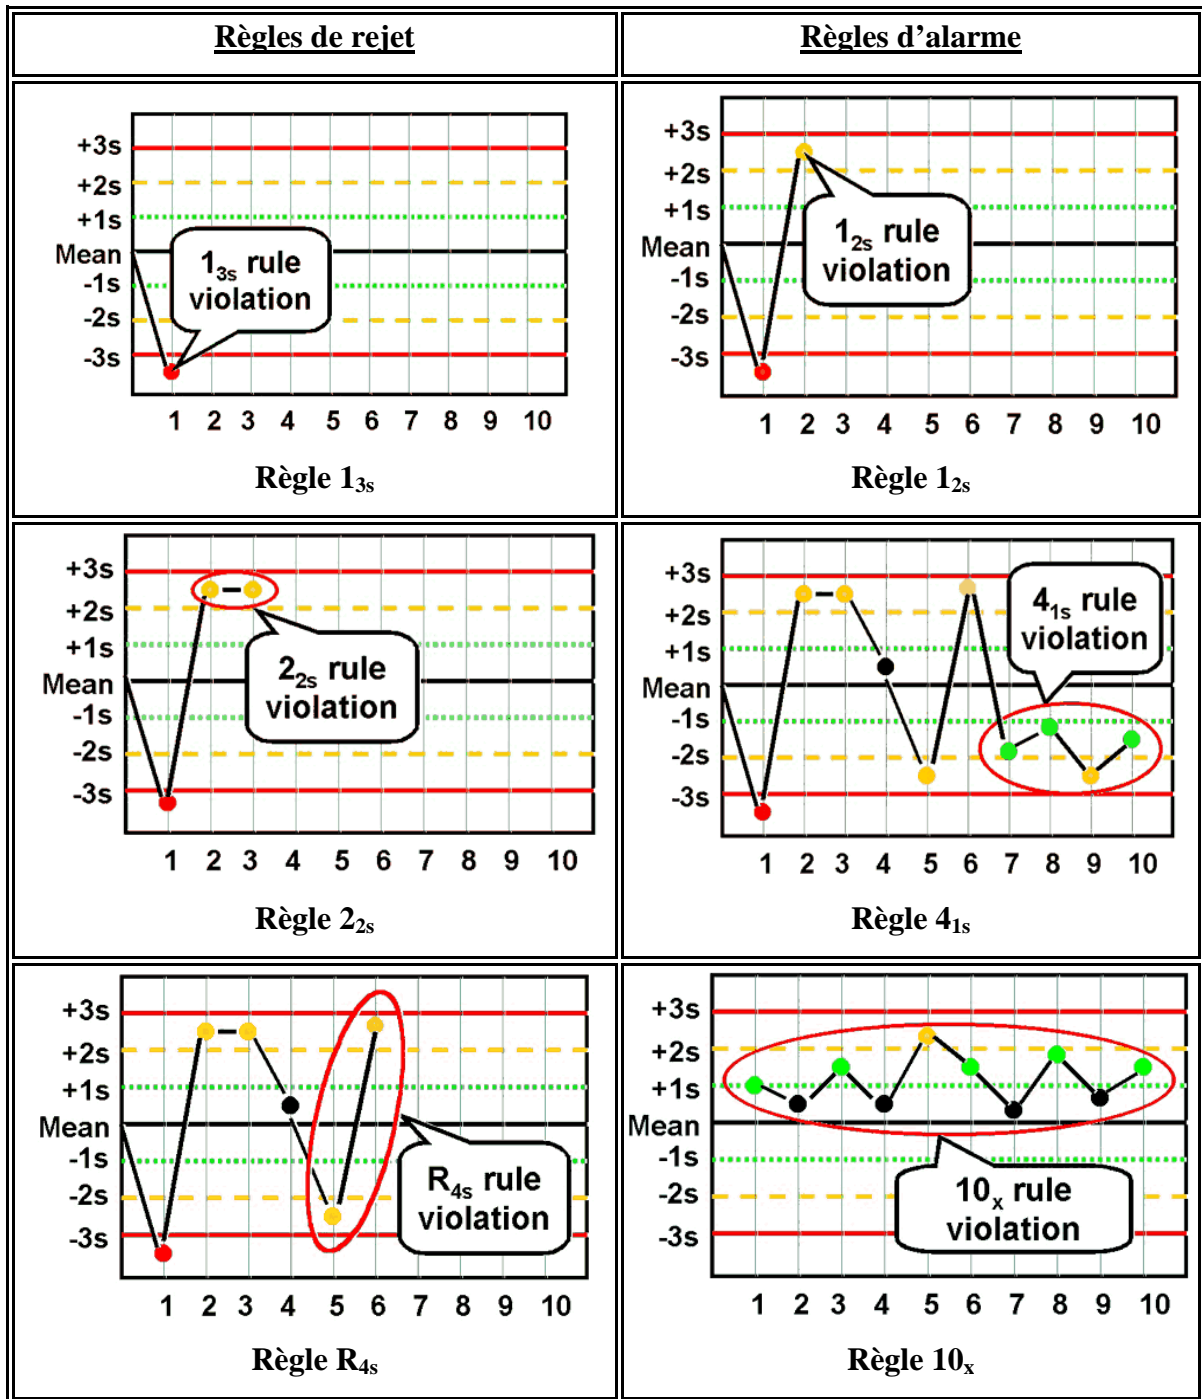 Règles de rejet
Règles d'alarme
+3s
+2s
+1s
Mean
-1s
-2s
-3s
1₃ₛ rule
violation
1 2 3 4 5 6 7 8 9 10
Règle 1₃ₛ
+3s
+2s
+1s
Mean
-1s
-2s
-3s
1₂ₛ rule
violation
1 2 3 4 5 6 7 8 9 10
Règle 1₂ₛ
+3s
+2s
+1s
Mean
-1s
-2s
-3s
2₂ₛ rule
violation
1 2 3 4 5 6 7 8 9 10
Règle 2₂ₛ
+3s
+2s
+1s
Mean
-1s
-2s
-3s
4₁ₛ rule
violation
1 2 3 4 5 6 7 8 9 10
Règle 4₁ₛ
+3s
+2s
+1s
Mean
-1s
-2s
-3s
R₄ₛ rule
violation
1 2 3 4 5 6 7 8 9 10
Règle R₄ₛ
+3s
+2s
+1s
Mean
-1s
-2s
-3s
10ₓ rule
violation
1 2 3 4 5 6 7 8 9 10
Règle 10ₓ